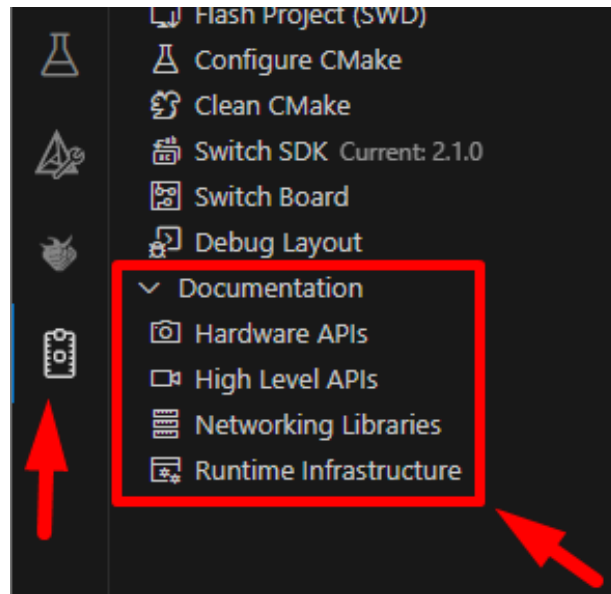 Flash Project (SWD)
Configure CMake
Clean CMake
Switch SDK Current: 2.1.0
Switch Board
Debug Layout
Documentation
Hardware APIs
High Level APIs
Networking Libraries
Runtime Infrastructure